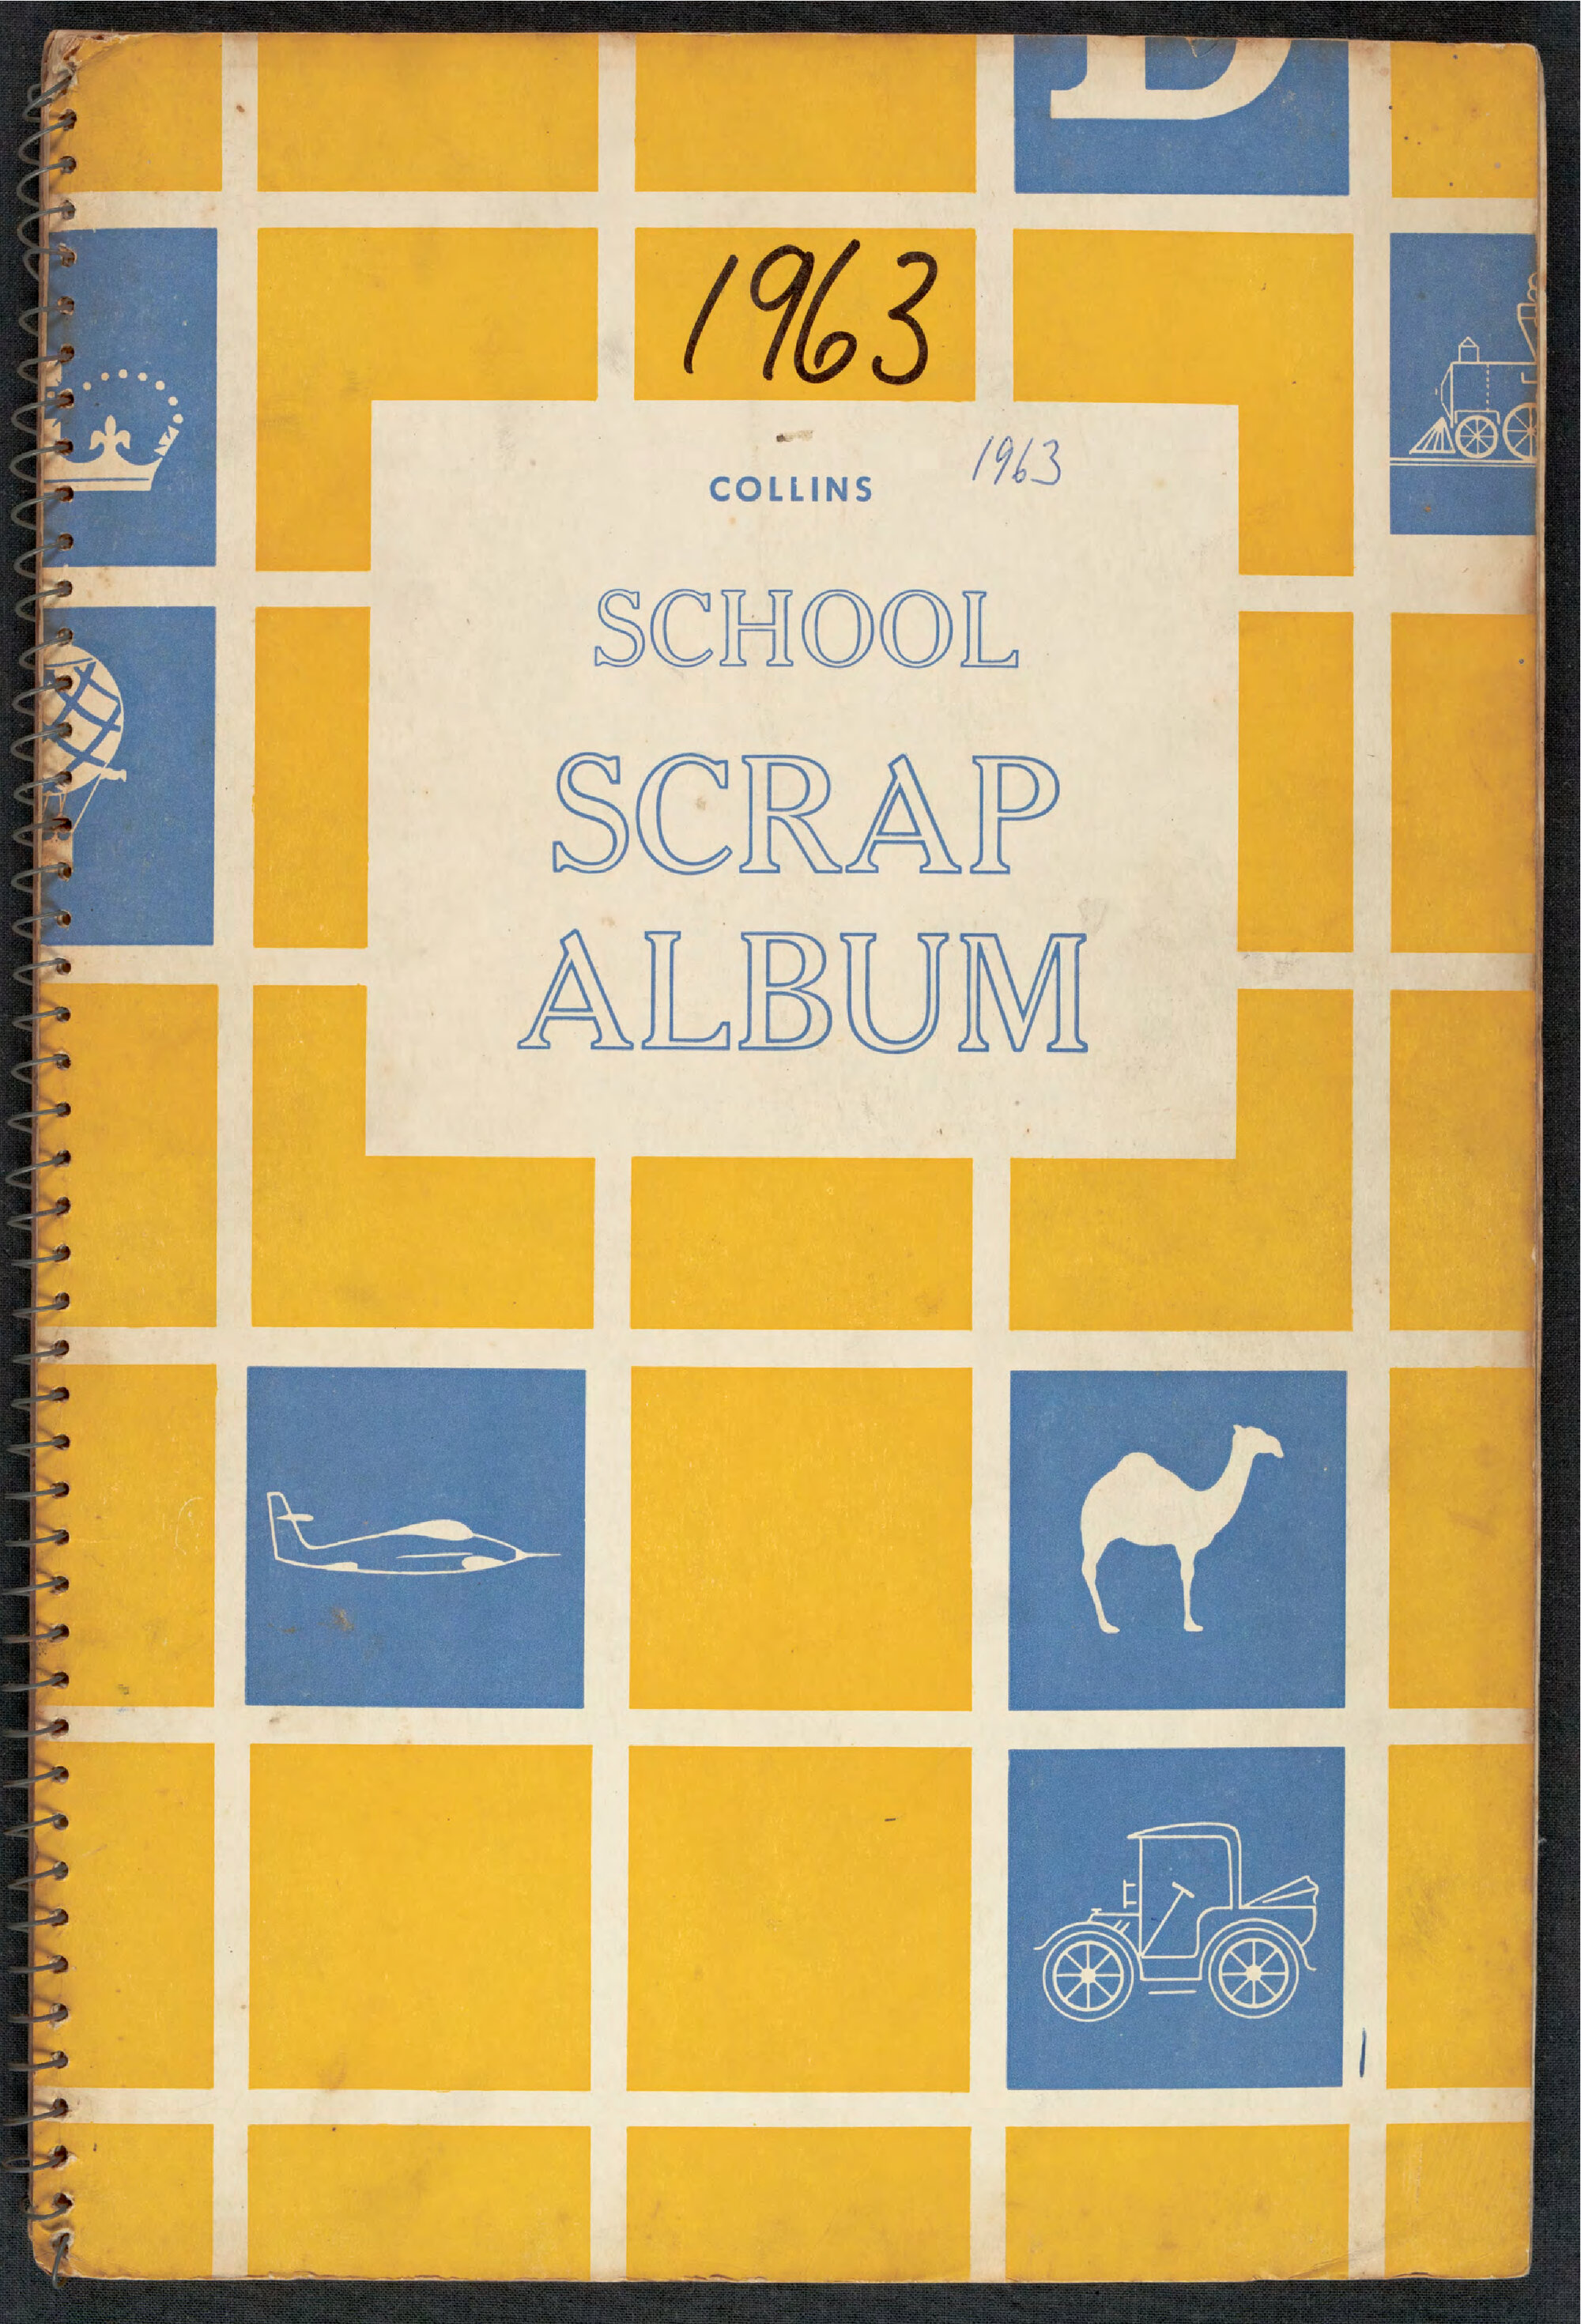 1963
1963
COLLINS
SCHOOL
SCRAP
ALBUM